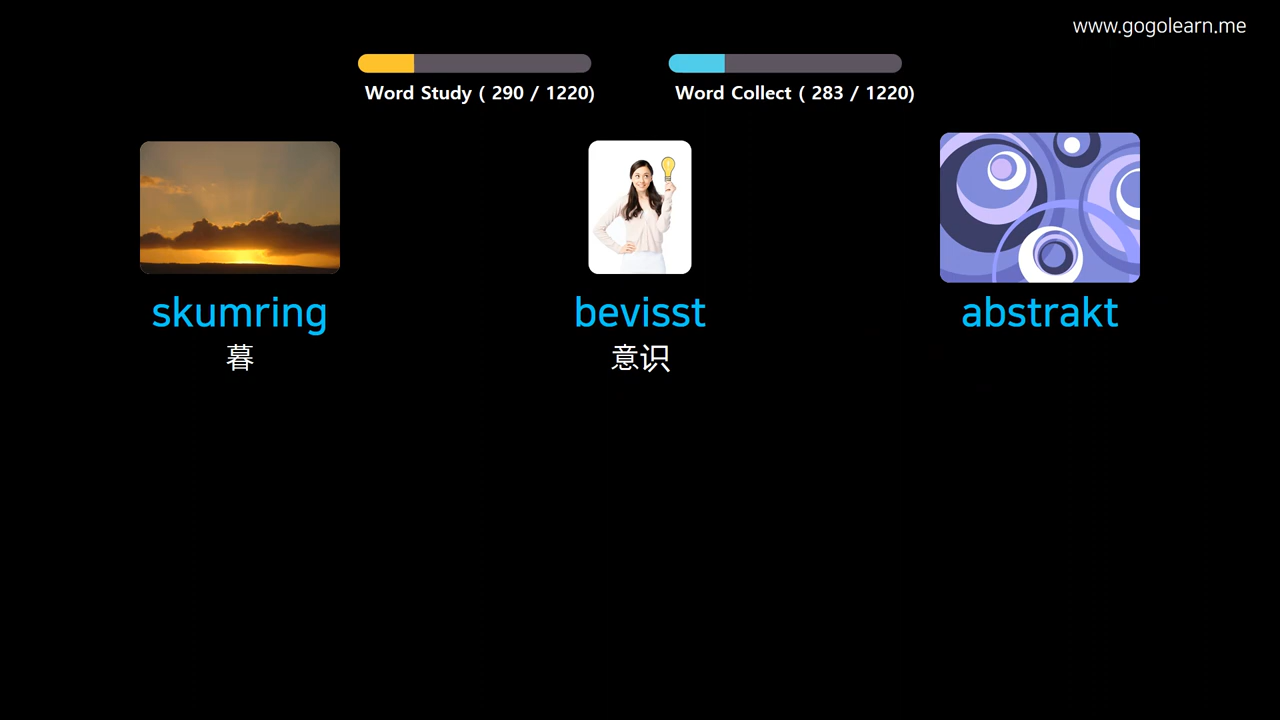 www.gogolearn.me
Word Study ( 290 / 1220)
Word Collect ( 283 / 1220)
skumring
暮
bevisst
意识
abstrakt